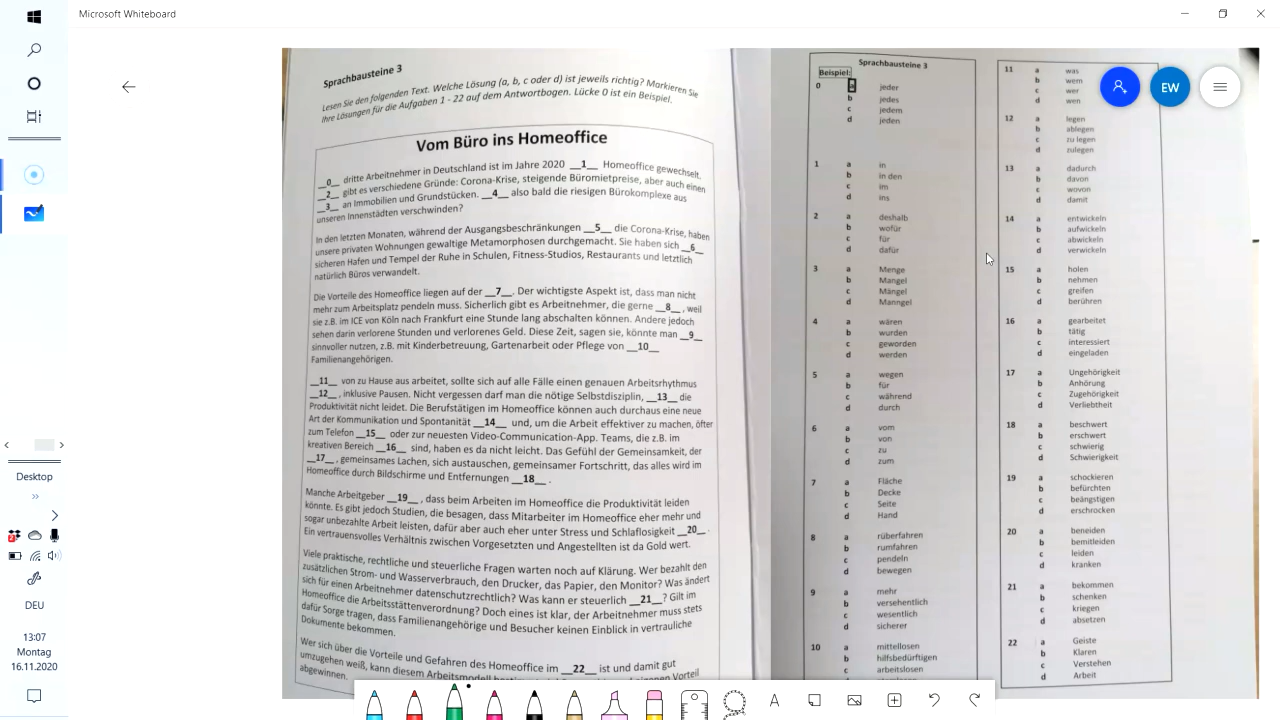 Microsoft Whiteboard
Sprachbausteine 3
Lesen Sie den folgenden Text. Welche Lösung (a, b, c oder d) ist jeweils richtig? Markieren Sie
Ihre Lösungen für die Aufgaben 1 - 22 auf dem Antwortbogen. Lücke 0 ist ein Beispiel.
Vom Büro ins Homeoffice
__0__ dritte Arbeitnehmer in Deutschland ist im Jahre 2020 __1__ Homeoffice gewechselt.
__2__ gibt es verschiedene Gründe: Corona-Krise, steigende Büromietpreise, aber auch einen
__3__ an Immobilien und Grundstücken. __4__ also bald die riesigen Bürokomplexe aus
unseren Innenstädten verschwinden?
In den letzten Monaten, während der Ausgangsbeschränkungen __5__ die Corona-Krise, haben
unsere privaten Wohnungen gewaltige Metamorphosen durchgemacht. Sie haben sich __6__
sicheren Hafen und Tempel der Ruhe in Schulen, Fitness-Studios, Restaurants und letztlich
natürlich Büros verwandelt.
Die Vorteile des Homeoffice liegen auf der __7__. Der wichtigste Aspekt ist, dass man nicht
mehr zum Arbeitsplatz pendeln muss. Sicherlich gibt es Arbeitnehmer, die gerne __8__, weil
sie z.B. im ICE von Köln nach Frankfurt eine Stunde lang abschalten können. Andere jedoch
sehen darin verlorene Stunden und verlorenes Geld. Diese Zeit, sagen sie, könnte man __9__
sinnvoller nutzen, z.B. mit Kinderbetreuung, Gartenarbeit oder Pflege von __10__
Familienangehörigen.
__11__ von zu Hause aus arbeitet, sollte sich auf alle Fälle einen genauen Arbeitsrhythmus
__12__, inklusive Pausen. Nicht vergessen darf man die nötige Selbstdisziplin, __13__ die
Produktivität nicht leidet. Die Berufstätigen im Homeoffice können auch durchaus eine neue
Art der Kommunikation und Spontanität __14__ und, um die Arbeit effektiver zu machen, öfter
zum Telefon __15__ oder zur neuesten Video-Communication-App. Teams, die z.B. im
kreativen Bereich __16__ sind, haben es da nicht leicht. Das Gefühl der Gemeinsamkeit, der
__17__, gemeinsames Lachen, sich austauschen, gemeinsamer Fortschritt, das alles wird im
Homeoffice durch Bildschirme und Entfernungen __18__.
Manche Arbeitgeber __19__, dass beim Arbeiten im Homeoffice die Produktivität leiden
könnte. Es gibt jedoch Studien, die besagen, dass Mitarbeiter im Homeoffice eher mehr und
sogar unbezahlte Arbeit leisten, dafür aber auch eher unter Stress und Schlaflosigkeit __20__.
Ein vertrauensvolles Verhältnis zwischen Vorgesetzten und Angestellten ist da Gold wert.
Viele praktische, rechtliche und steuerliche Fragen warten noch auf Klärung. Wer bezahlt den
zusätzlichen Strom- und Wasserverbrauch, den Drucker, das Papier, den Monitor? Was ändert
sich für einen Arbeitnehmer datenschutzrechtlich? Was kann er steuerlich __21__? Gilt im
Homeoffice die Arbeitsstättenverordnung? Doch eines ist klar, der Arbeitnehmer muss stets
dafür Sorge tragen, dass Familienangehörige und Besucher keinen Einblick in vertrauliche
Dokumente bekommen.
Wer sich über die Vorteile und Gefahren des Homeoffice im __22__ ist und damit gut
umzugehen weiß, kann diesem Arbeitsmodell Vorteil
abgewinnen.
Sprachbausteine 3
Beispiel:
0 a jeder
b jedes
c jedem
d jeden
1 a in
b in den
c im
d ins
2 a deshalb
b wofür
c für
d dafür
3 a Menge
b Mangel
c Mängel
d Manngel
4 a wären
b wurden
c geworden
d werden
5 a wegen
b für
c während
d durch
6 a vom
b von
c zu
d zum
7 a Fläche
b Decke
c Seite
d Hand
8 a rüberfahren
b rumfahren
c pendeln
d bewegen
9 a mehr
b versehentlich
c wesentlich
d sicherer
10 a mittellosen
b hilfsbedürftigen
c arbeitslosen
11 a was
b wem
c wer
d wen
12 a legen
b ablegen
c zu legen
d zulegen
13 a dadurch
b davon
c wovon
d damit
14 a entwickeln
b aufwickeln
c abwickeln
d verwickeln
15 a holen
b nehmen
c greifen
d berühren
16 a gearbeitet
b tätig
c interessiert
d eingeladen
17 a Ungehörigkeit
b Anhörung
c Zugehörigkeit
d Verliebtheit
18 a beschwert
b erschwert
c schwierig
d Schwierigkeit
19 a schockieren
b befürchten
c beängstigen
d erschrocken
20 a beneiden
b bemitleiden
c leiden
d kranken
21 a bekommen
b schenken
c kriegen
d absetzen
22 a Geiste
b Klaren
c Verstehen
d Arbeit
EW
Desktop
2
DEU
13:07
Montag
16.11.2020
A